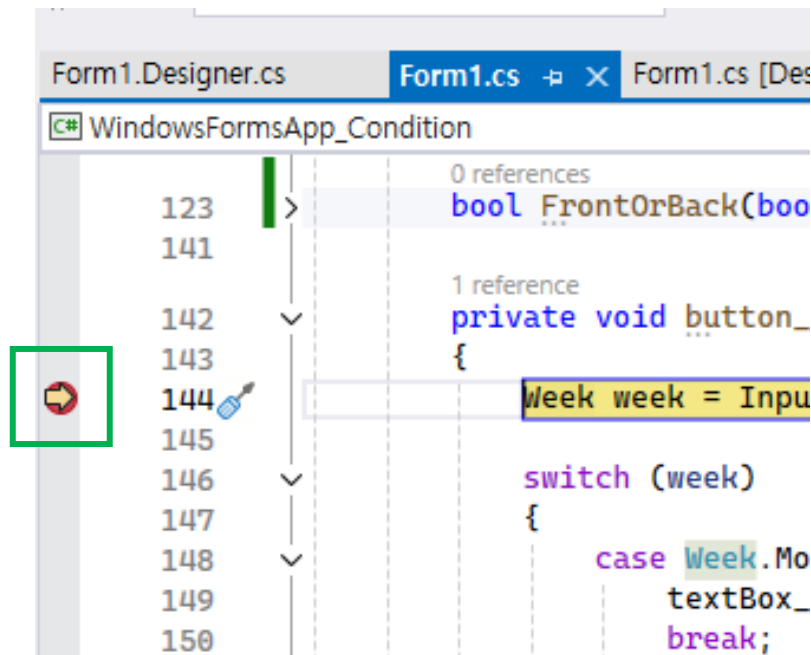 Form1.Designer.cs Form1.cs Form1.cs [Des
C# WindowsFormsApp_Condition
0 references
123 bool FrontOrBack(boo
141
1 reference
142 private void button_
143 {
144 Week week = Inpu
145
146 switch (week)
147 {
148 case Week.Mo
149 textBox_
150 break;